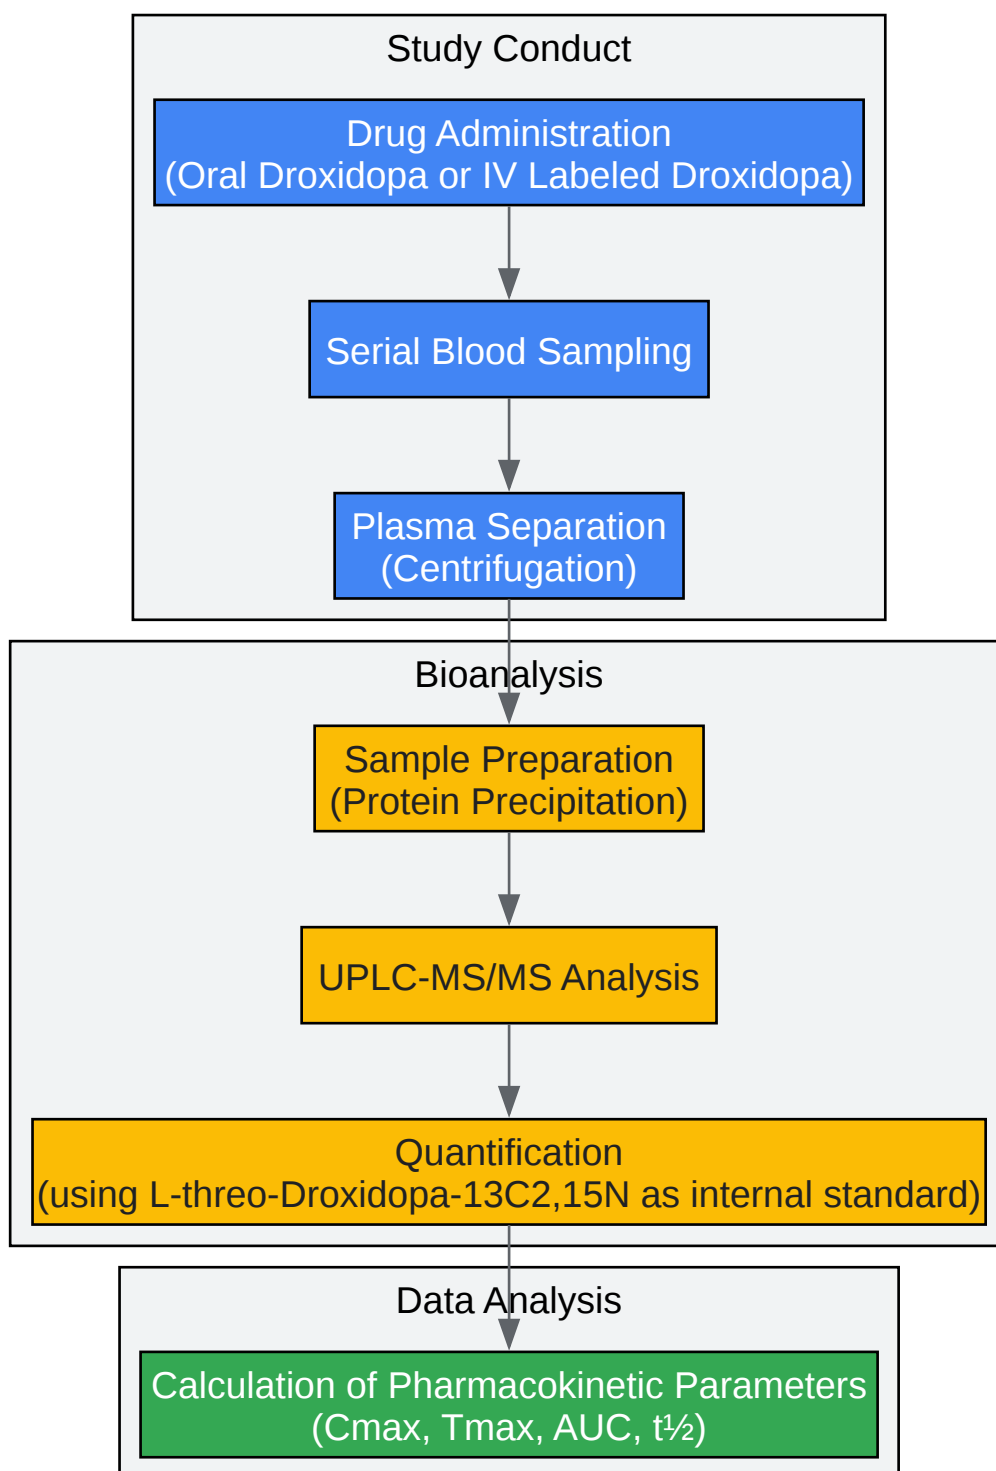 Study Conduct
Drug Administration
(Oral Droxidopa or IV Labeled Droxidopa)
Serial Blood Sampling
Plasma Separation
(Centrifugation)
Bioanalysis
Sample Preparation
(Protein Precipitation)
UPLC-MS/MS Analysis
Quantification
(using L-threo-Droxidopa-13C2,15N as internal standard)
Data Analysis
Calculation of Pharmacokinetic Parameters
(Cmax, Tmax, AUC, t½)